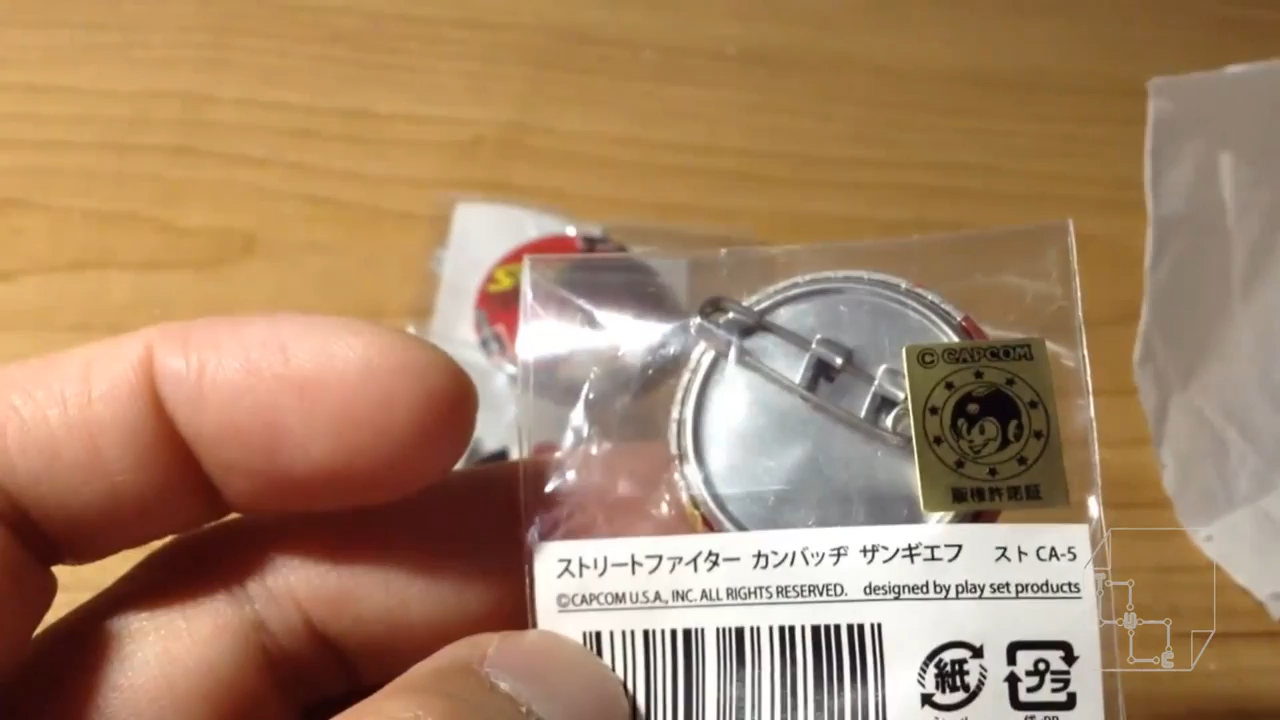 © CAPCOM
版権許諾証
ストリートファイター カンバッヂ ザンギエフ スト CA-5
©CAPCOM U.S.A., INC. ALL RIGHTS RESERVED. designed by play set products
紙
プラ
T
U
C